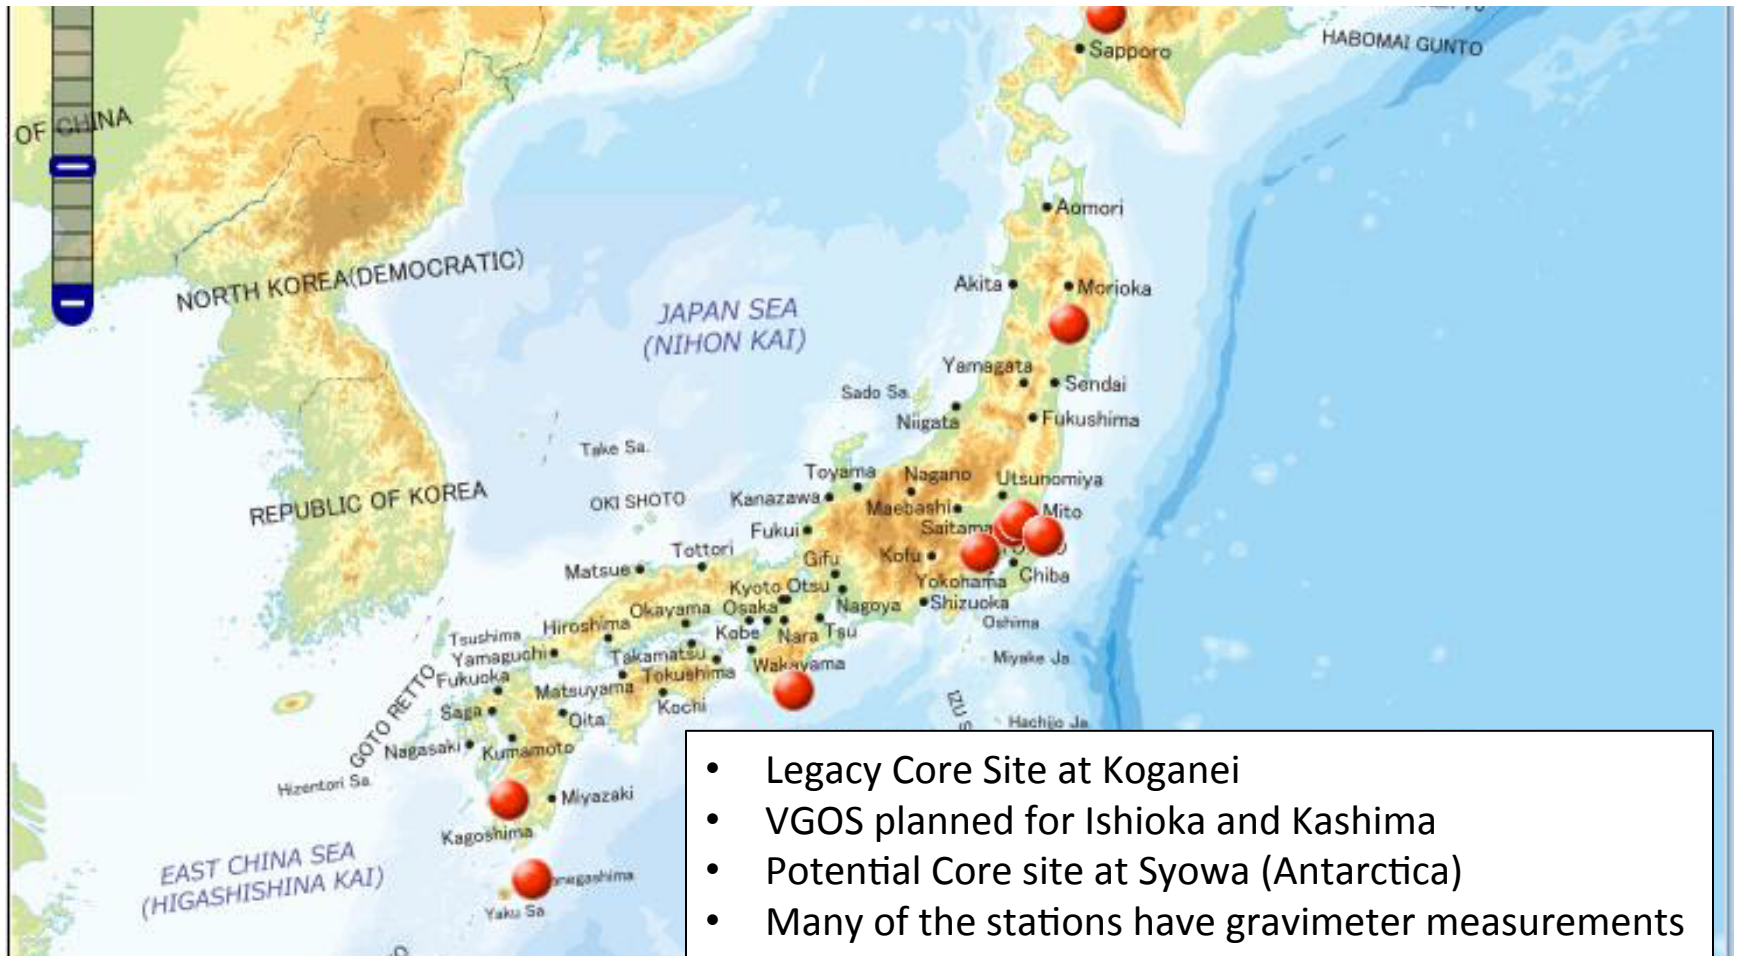 HABOMAI GUNTO
Sapporo
OF CHINA
Aomori
NORTH KOREA(DEMOCRATIC)
Akita
Morioka
JAPAN SEA
(NIHON KAI)
Yamagata
Sendai
Sado Sa.
Niigata
Fukushima
Take Sa.
Toyama
Nagano
Utsunomiya
REPUBLIC OF KOREA
OKI SHOTO
Kanazawa
Maebashi
Mito
Fukui
Saitama
Tottori
Gifu
Kofu
Matsue
Kyoto
Otsu
Yokohama
Chiba
Okayama
Osaka
Nagoya
Shizuoka
Tsushima
Hiroshima
Kobe
Nara
Tsu
Oshima
Yamaguchi
Takamatsu
Wakayama
Miyake Ja.
Fukuoka
Matsuyama
Tokushima
GOTO RETTO
Saga
Oita
Kochi
IZU S
Hachijo Ja.
Nagasaki
Kumamoto
Hizentori Sa.
Miyazaki
Kagoshima
EAST CHINA SEA
(HIGASHISHINA KAI)
anegashima
Yaku Sa.
• Legacy Core Site at Koganei
• VGOS planned for Ishioka and Kashima
• Potential Core site at Syowa (Antarctica)
• Many of the stations have gravimeter measurements